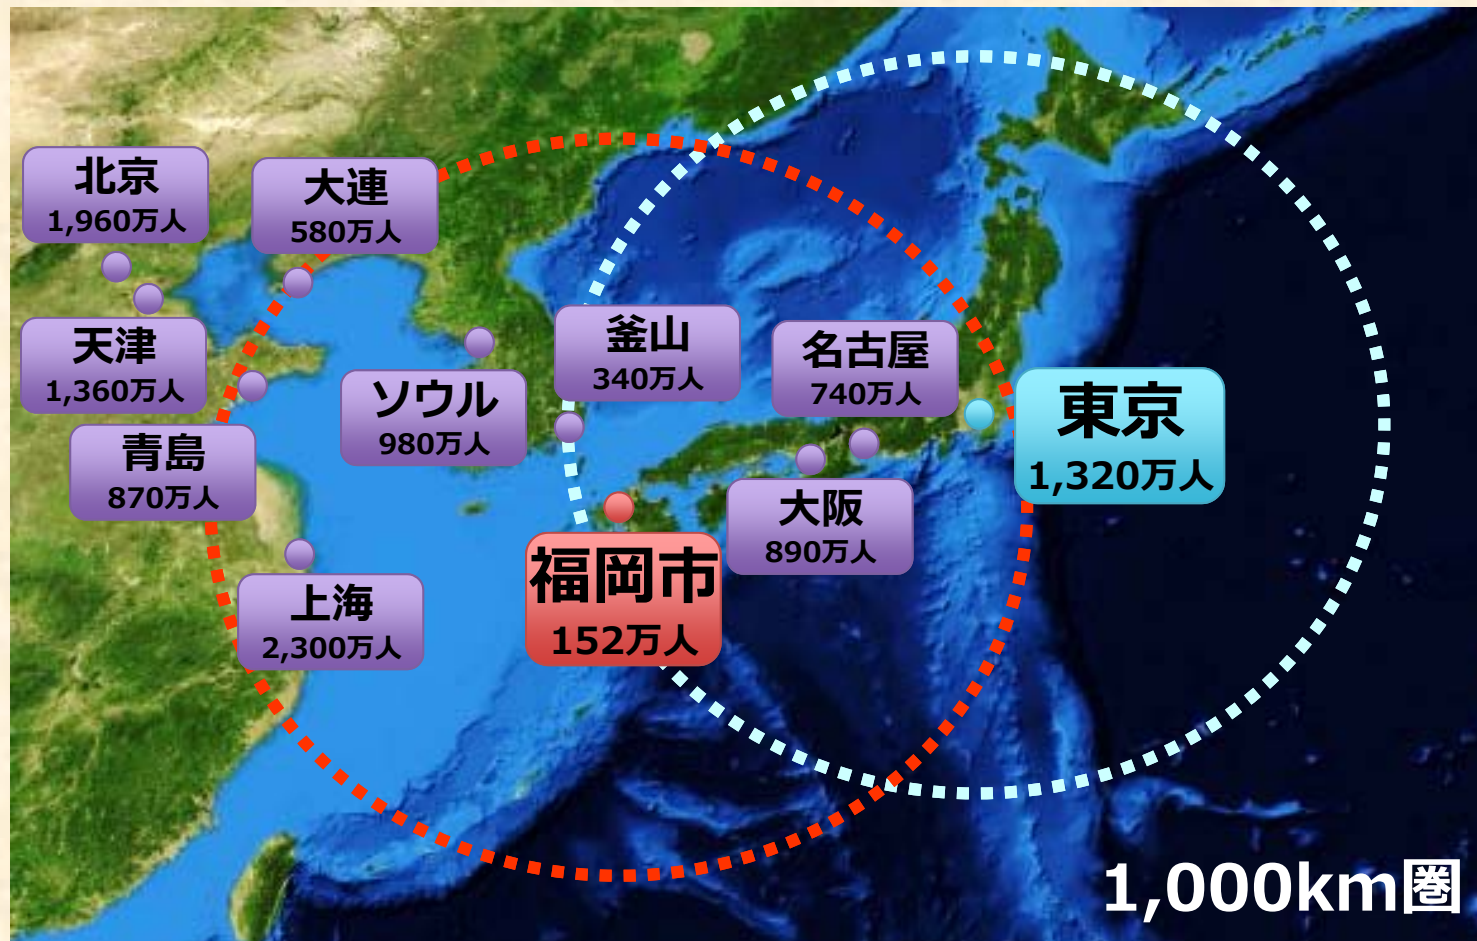 北京
1,960万人
大連
580万人
天津
1,360万人
釜山
340万人
名古屋
740万人
ソウル
980万人
東京
1,320万人
青島
870万人
大阪
890万人
福岡市
152万人
上海
2,300万人
1,000km圏